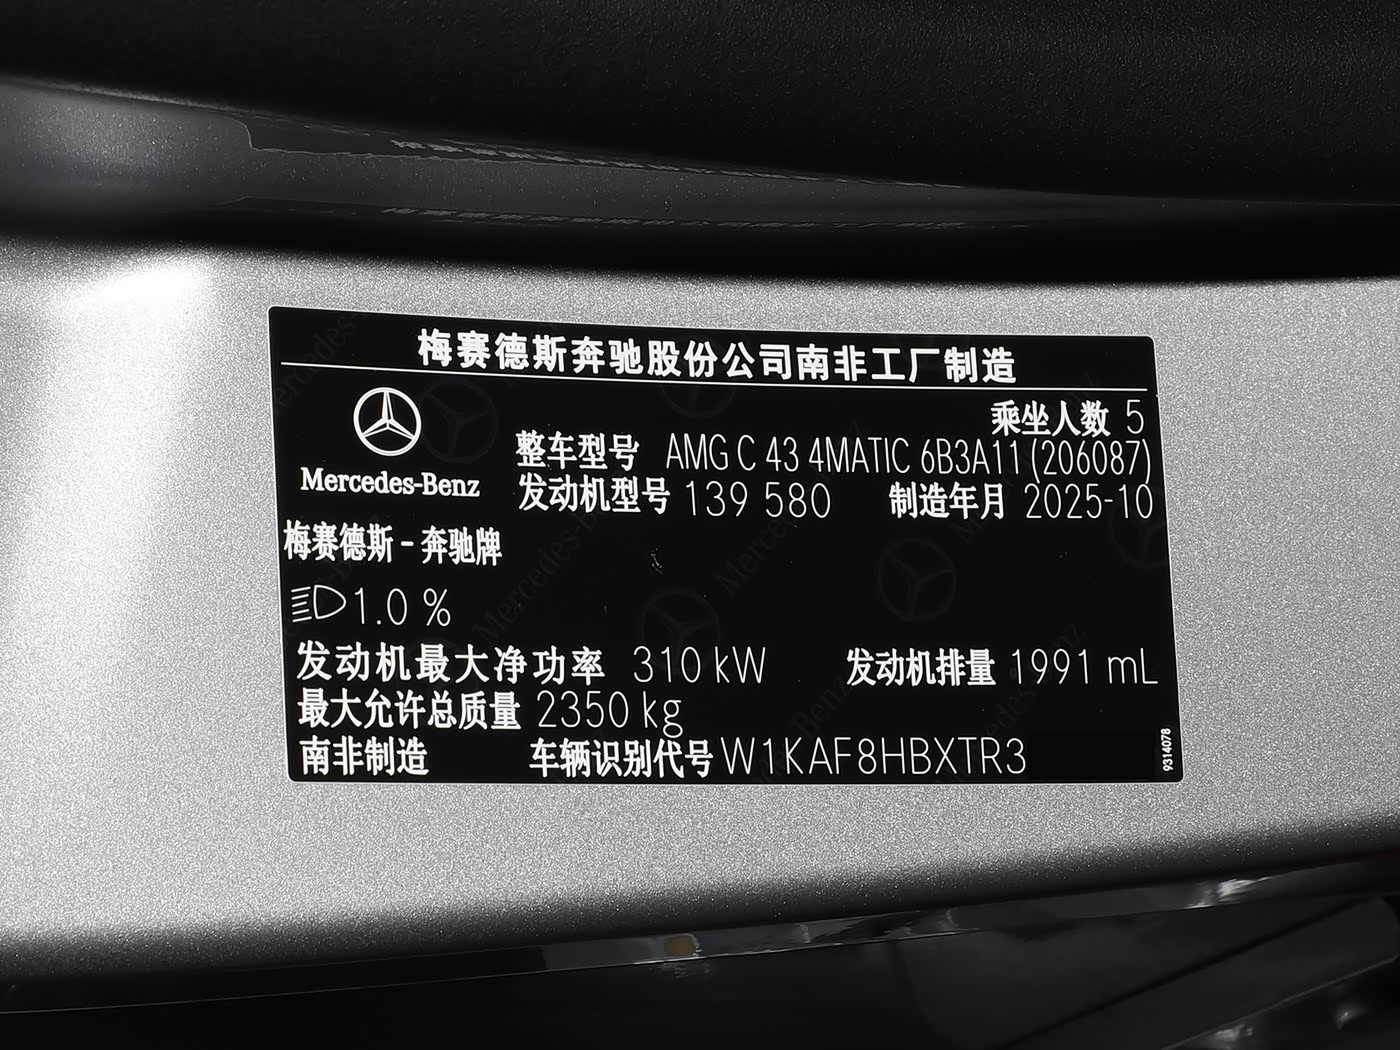 梅赛德斯奔驰股份公司南非工厂制造
乘坐人数 5
Mercedes-Benz
整车型号 AMG C 43 4MATIC 6B3A11 (206087)
发动机型号 139 580 制造年月 2025-10
梅赛德斯-奔驰牌
1.0 %
发动机最大净功率 310 kW 发动机排量 1991 mL
最大允许总质量 2350 kg
南非制造 车辆识别代号 W1KAF8HBXTR3
9314078